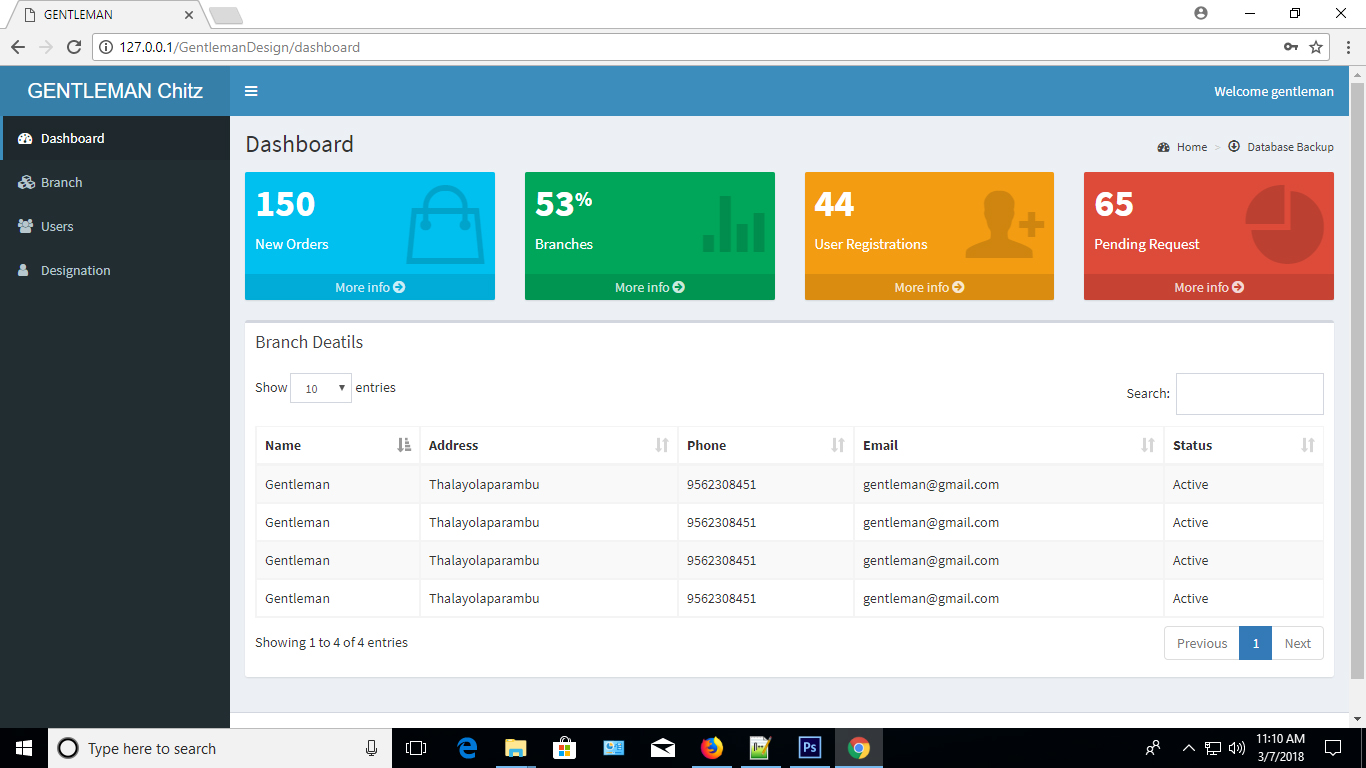 GENTLEMAN
127.0.0.1/GentlemanDesign/dashboard
GENTLEMAN Chitz
Welcome gentleman
Dashboard
Branch
Users
Designation
Dashboard
Home > Database Backup
150
New Orders
More info
53%
Branches
More info
44
User Registrations
More info
65
Pending Request
More info
Branch Deatils
Show 10 entries
Search:
Name Address Phone Email Status
Gentleman Thalayolaparambu 9562308451 gentleman@gmail.com Active
Gentleman Thalayolaparambu 9562308451 gentleman@gmail.com Active
Gentleman Thalayolaparambu 9562308451 gentleman@gmail.com Active
Gentleman Thalayolaparambu 9562308451 gentleman@gmail.com Active
Showing 1 to 4 of 4 entries
Previous 1 Next
Type here to search
Ps
11:10 AM
3/7/2018